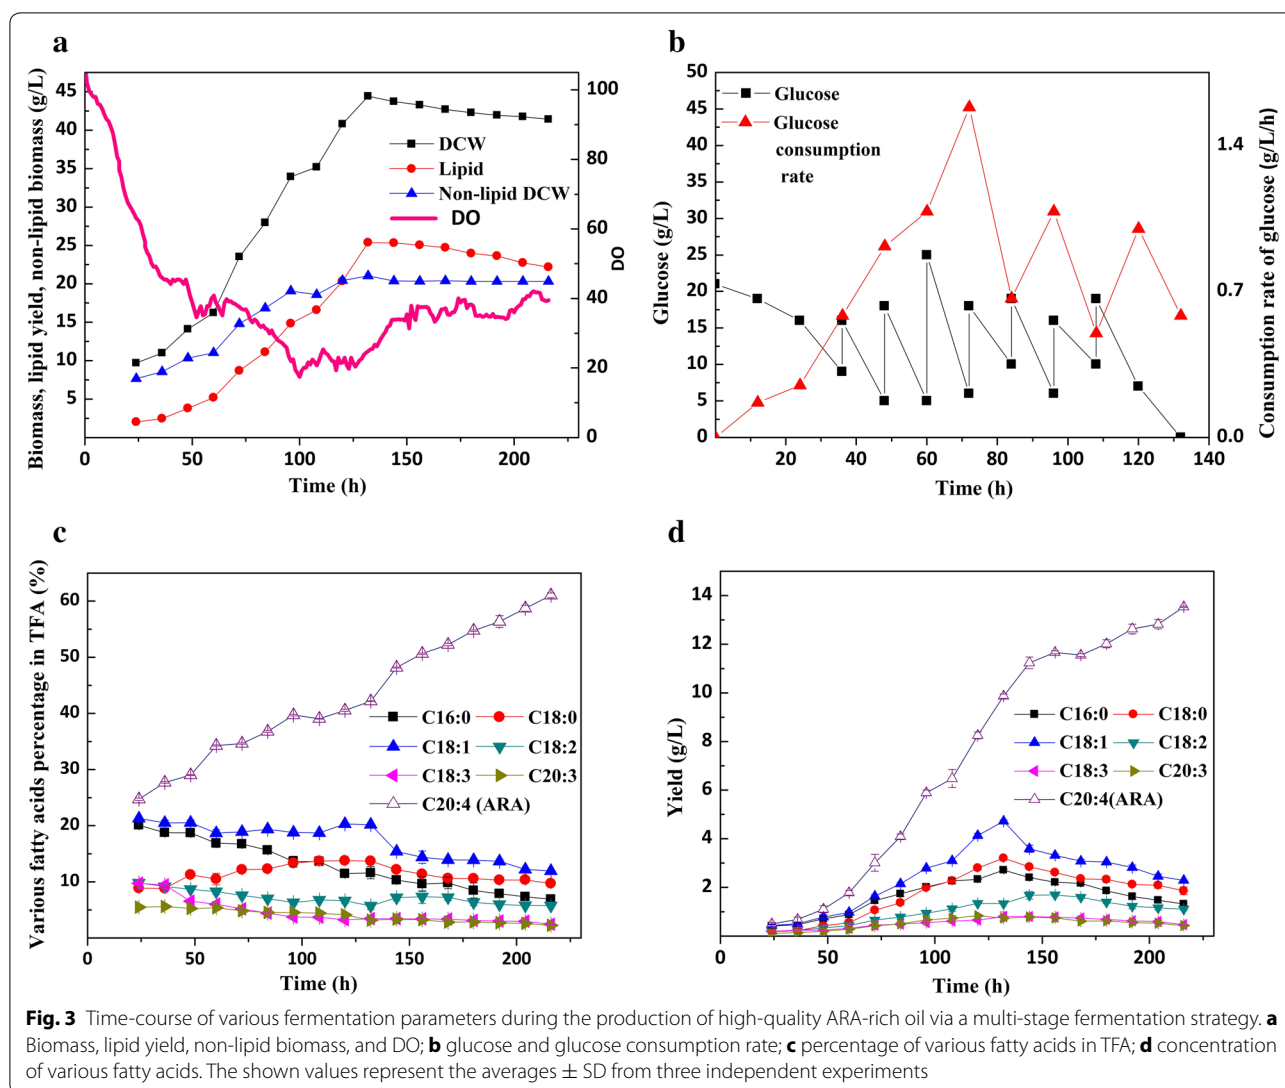 a
Biomass, lipid yield, non-lipid biomass (g/L)
45
40
35
30
25
20
15
10
5
DCW
Lipid
Non-lipid DCW
DO
100
80
60
40
20
0
DO
0 50 100 150 200
Time (h)
b
Glucose (g/L)
50
45
40
35
30
25
20
15
10
5
0
Glucose
Glucose
consumption
rate
1.4
0.7
0.0
Consumption rate of glucose (g/L/h)
20 40 60 80 100 120 140
Time (h)
c
Various fatty acids percentage in TFA (%)
60
50
40
30
20
10
C16:0 C18:0
C18:1 C18:2
C18:3 C20:3
C20:4 (ARA)
0 50 100 150 200
Time (h)
d
Yield (g/L)
14
12
10
8
6
4
2
C16:0 C18:0
C18:1 C18:2
C18:3 C20:3
C20:4(ARA)
0 50 100 150 200
Time (h)
Fig. 3 Time-course of various fermentation parameters during the production of high-quality ARA-rich oil via a multi-stage fermentation strategy. a
Biomass, lipid yield, non-lipid biomass, and DO; b glucose and glucose consumption rate; c percentage of various fatty acids in TFA; d concentration
of various fatty acids. The shown values represent the averages ± SD from three independent experiments